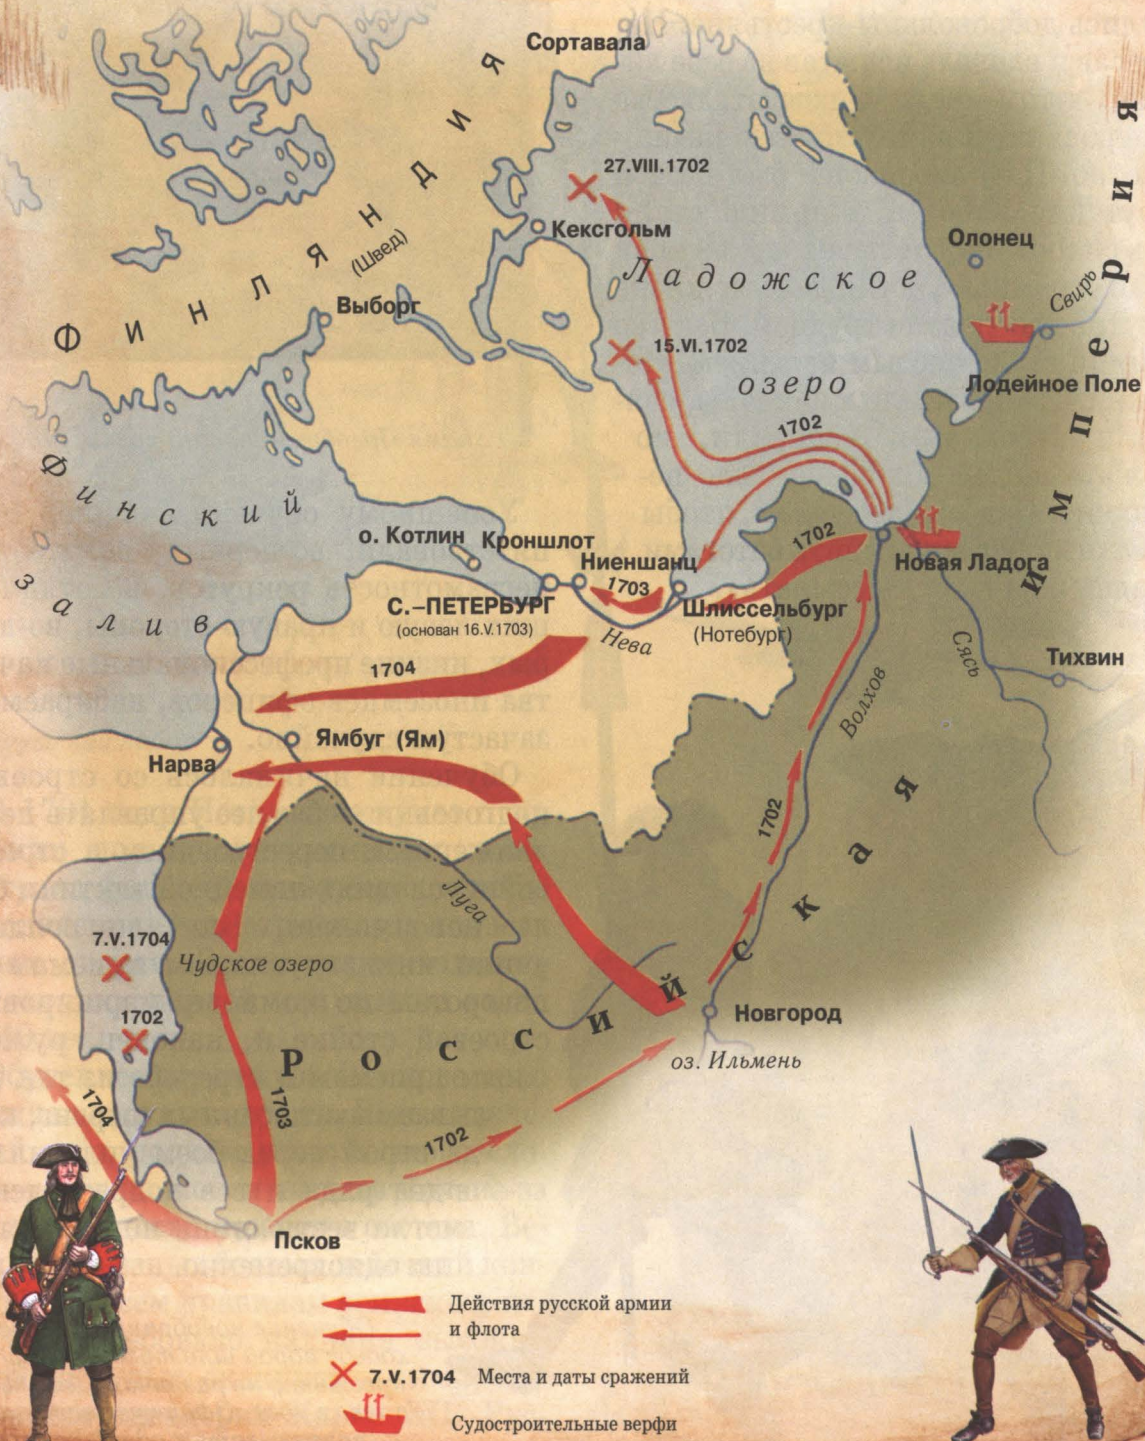 Сортавала
ФИНЛЯНДИЯ
(Швед)
27.VIII.1702
Кексгольм
Ладожское
озеро
Олонец
Свирь
Выборг
15.VI.1702
Лодейное Поле
1702
Финский
залив
о. Котлин
Кроншлот
Ниеншанц
1703
1702
Новая Ладога
С.–ПЕТЕРБУРГ
(основан 16.V.1703)
Нева
Шлиссельбург
(Нотебург)
Сясь
Тихвин
1704
Волхов
Ямбуг (Ям)
Нарва
1702
Луга
7.V.1704
Чудское озеро
1702
Российская
империя
Новгород
оз. Ильмень
1704
1703
1702
Псков
Действия русской армии
и флота
7.V.1704 Места и даты сражений
Судостроительные верфи